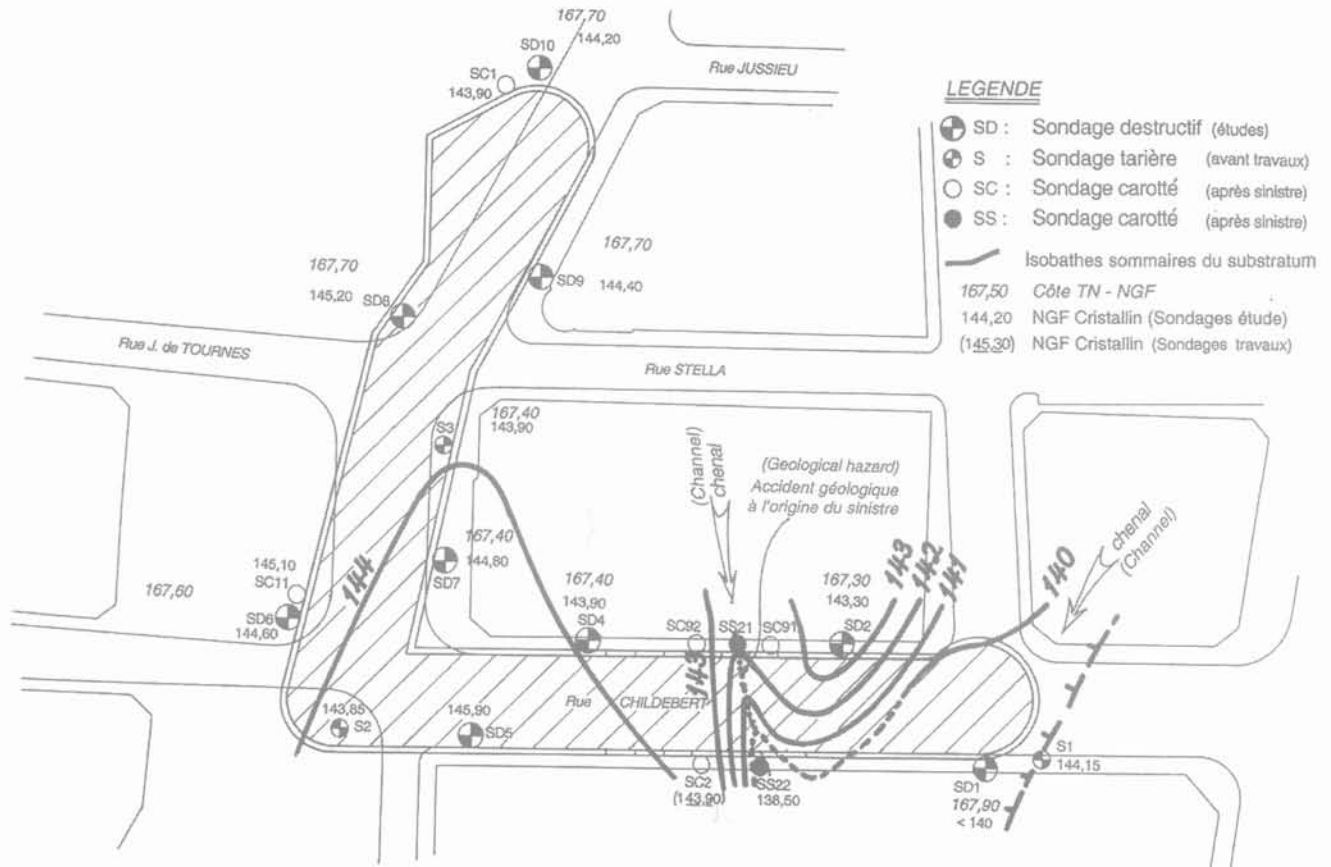 167,70
144,20
SD10
SC1
143,90
Rue JUSSIEU
LEGENDE
SD : Sondage destructif (études)
S : Sondage tarière (avant travaux)
SC : Sondage carotté (après sinistre)
SS : Sondage carotté (après sinistre)
Isobathes sommaires du substratum
167,50 Côte TN - NGF
144,20 NGF Cristallin (Sondages étude)
(145,30) NGF Cristallin (Sondages travaux)
167,70
145,20
SD8
167,70
SD9
144,40
Rue J. de TOURNES
Rue STELLA
167,40
143,90
S3
(Channel)
chenal
(Geological hazard)
Accident géologique
à l'origine du sinistre
chenal
(Channel)
144
167,40
144,80
SD7
145,10
SC11
167,60
SD6
144,60
167,40
143,90
SD4
SC92
SS21
SC91
167,30
143,30
SD2
143
142
141
140
143
Rue CHILDEBERT
143,85
S2
145,90
SD5
SC2
(143,90)
SS22
138,50
SD1
167,90
< 140
S1
144,15